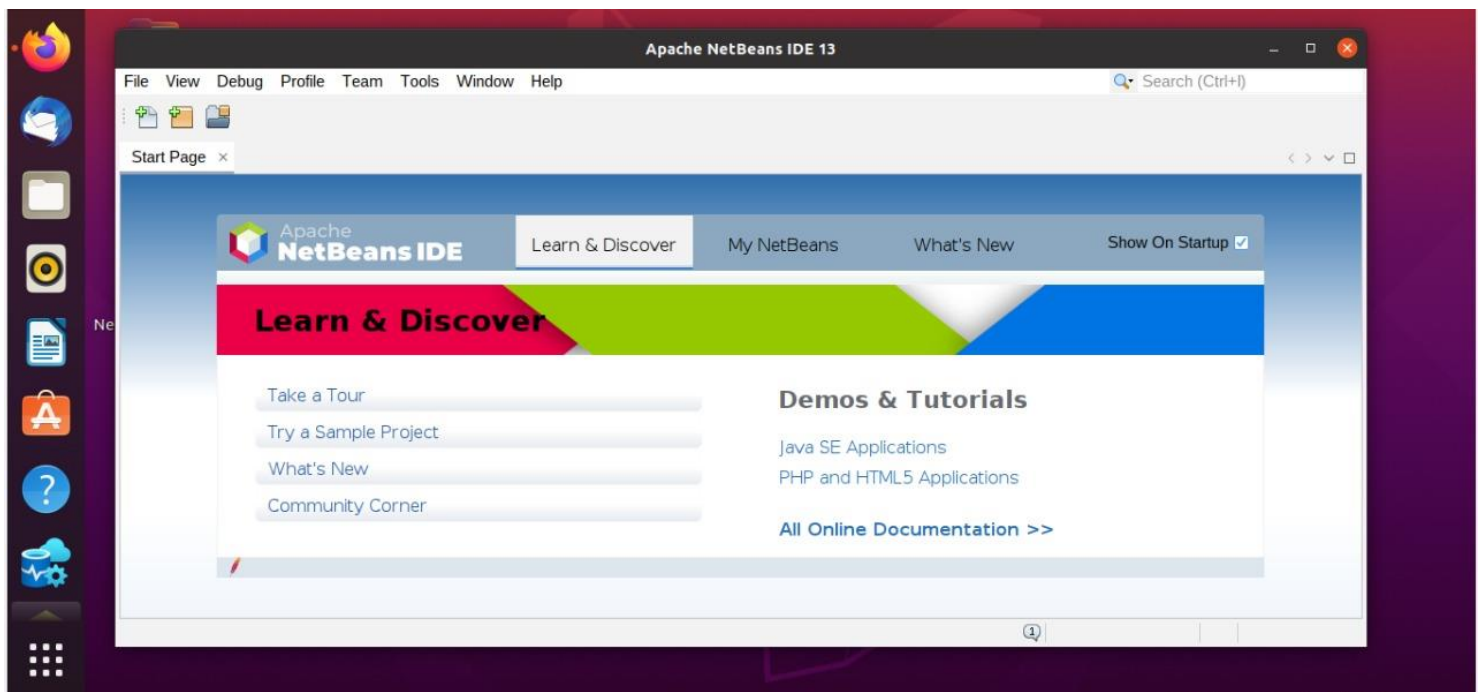 Apache NetBeans IDE 13
File View Debug Profile Team Tools Window Help Search (Ctrl+I)
Start Page
Apache
NetBeans IDE
Learn & Discover My NetBeans What's New Show On Startup
Learn & Discover
Take a Tour
Try a Sample Project
What's New
Community Corner
Demos & Tutorials
Java SE Applications
PHP and HTML5 Applications
All Online Documentation >>
Ne
1